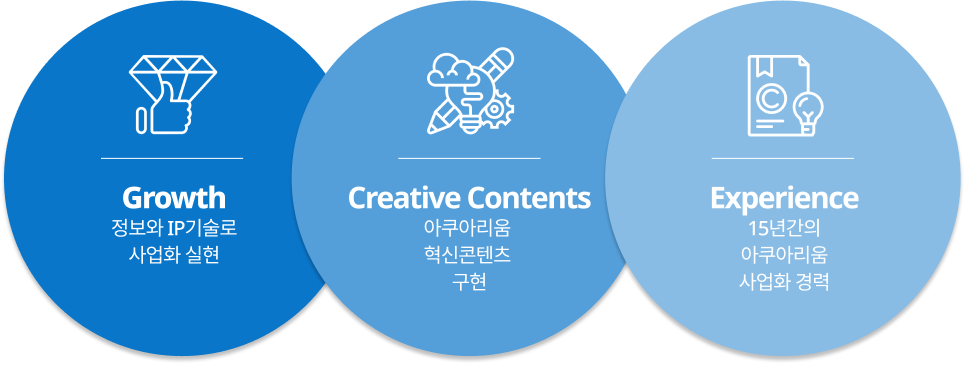 Growth
정보와 IP기술로
사업화 실현
Creative Contents
아쿠아리움
혁신콘텐츠
구현
Experience
15년간의
아쿠아리움
사업화 경력